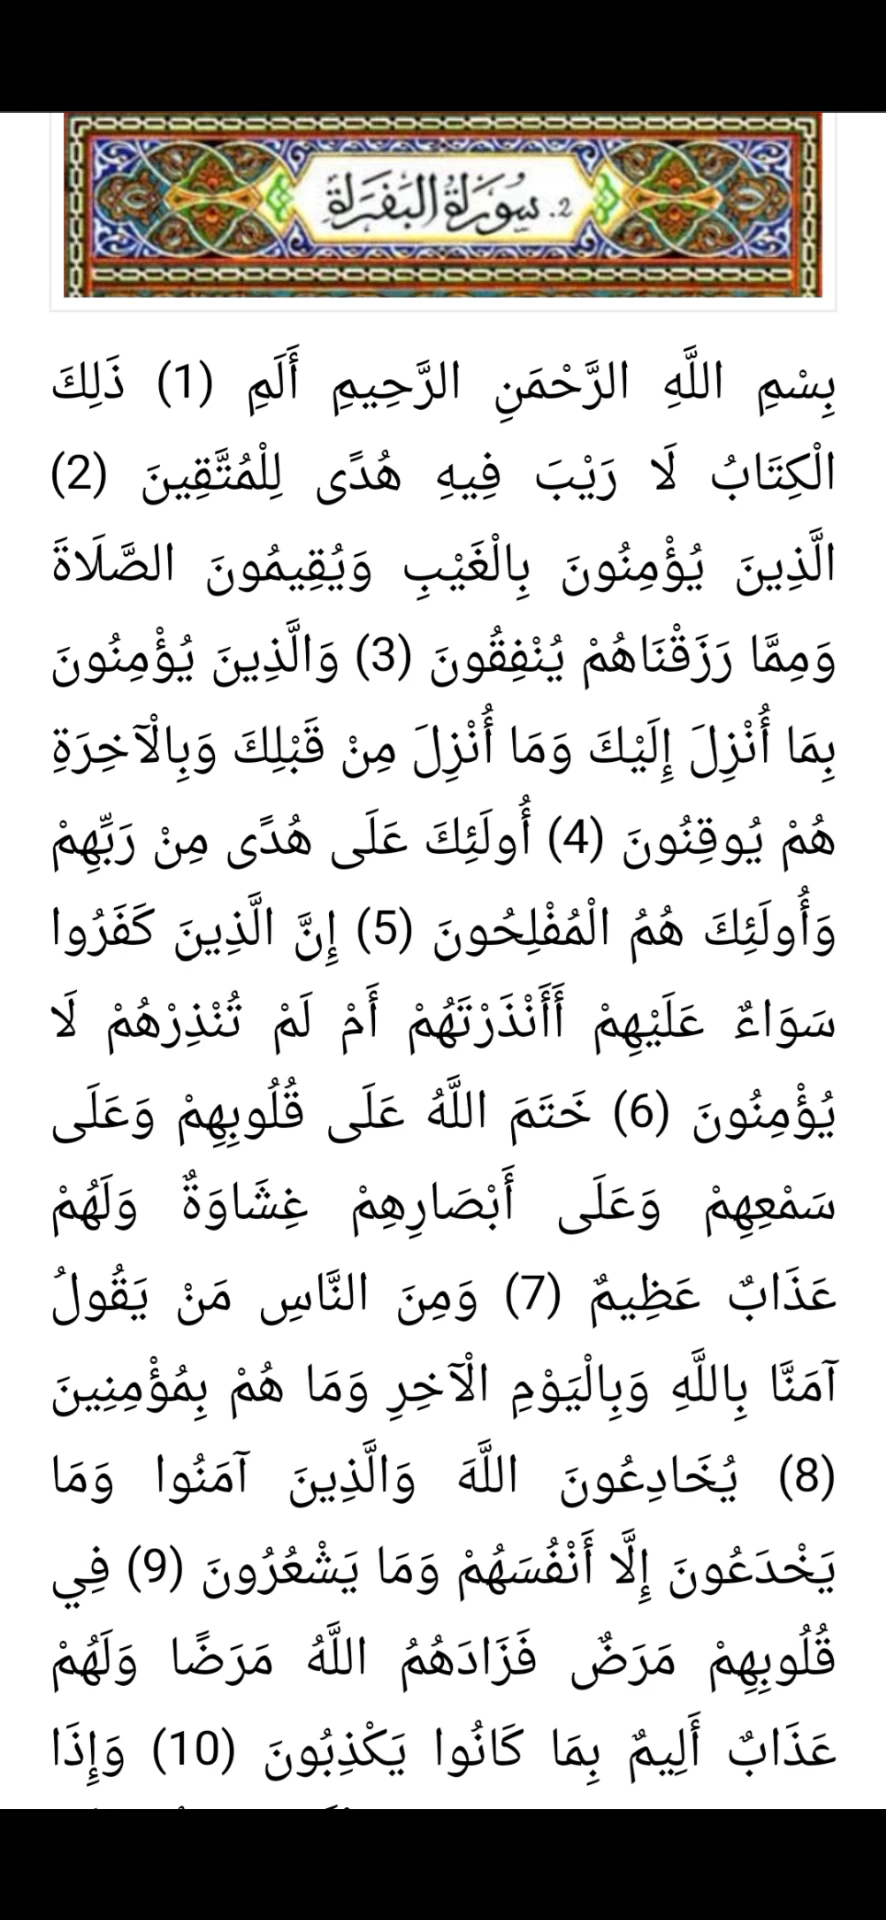 2. سورة البقرة
بِسْمِ اللَّهِ الرَّحْمَنِ الرَّحِيمِ أَلَمِ (1) ذَلِكَ
الْكِتَابُ لَا رَيْبَ فِيهِ هُدًى لِلْمُتَّقِينَ (2)
الَّذِينَ يُؤْمِنُونَ بِالْغَيْبِ وَيُقِيمُونَ الصَّلَاةَ
وَمِمَّا رَزَقْنَاهُمْ يُنْفِقُونَ (3) وَالَّذِينَ يُؤْمِنُونَ
بِمَا أُنْزِلَ إِلَيْكَ وَمَا أُنْزِلَ مِنْ قَبْلِكَ وَبِالْآخِرَةِ
هُمْ يُوقِنُونَ (4) أُولَئِكَ عَلَى هُدًى مِنْ رَبِّهِمْ
وَأُولَئِكَ هُمُ الْمُفْلِحُونَ (5) إِنَّ الَّذِينَ كَفَرُوا
سَوَاءٌ عَلَيْهِمْ أَأَنْذَرْتَهُمْ أَمْ لَمْ تُنْذِرْهُمْ لَا
يُؤْمِنُونَ (6) خَتَمَ اللَّهُ عَلَى قُلُوبِهِمْ وَعَلَى
سَمْعِهِمْ وَعَلَى أَبْصَارِهِمْ غِشَاوَةٌ وَلَهُمْ
عَذَابٌ عَظِيمٌ (7) وَمِنَ النَّاسِ مَنْ يَقُولُ
آمَنَّا بِاللَّهِ وَبِالْيَوْمِ الْآخِرِ وَمَا هُمْ بِمُؤْمِنِينَ
(8) يُخَادِعُونَ اللَّهَ وَالَّذِينَ آمَنُوا وَمَا
يَخْدَعُونَ إِلَّا أَنْفُسَهُمْ وَمَا يَشْعُرُونَ (9) فِي
قُلُوبِهِمْ مَرَضٌ فَزَادَهُمُ اللَّهُ مَرَضًا وَلَهُمْ
عَذَابٌ أَلِيمٌ بِمَا كَانُوا يَكْذِبُونَ (10) وَإِذَا